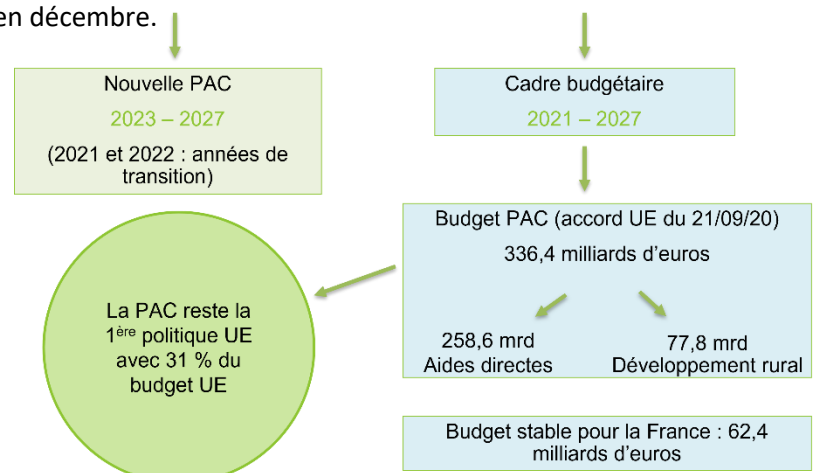 en décembre.
Nouvelle PAC
2023 – 2027
(2021 et 2022 : années de
transition)
Cadre budgétaire
2021 – 2027
Budget PAC (accord UE du 21/09/20)
336,4 milliards d’euros
258,6 mrd
Aides directes
77,8 mrd
Développement rural
La PAC reste la
1ère politique UE
avec 31 % du
budget UE
Budget stable pour la France : 62,4
milliards d’euros